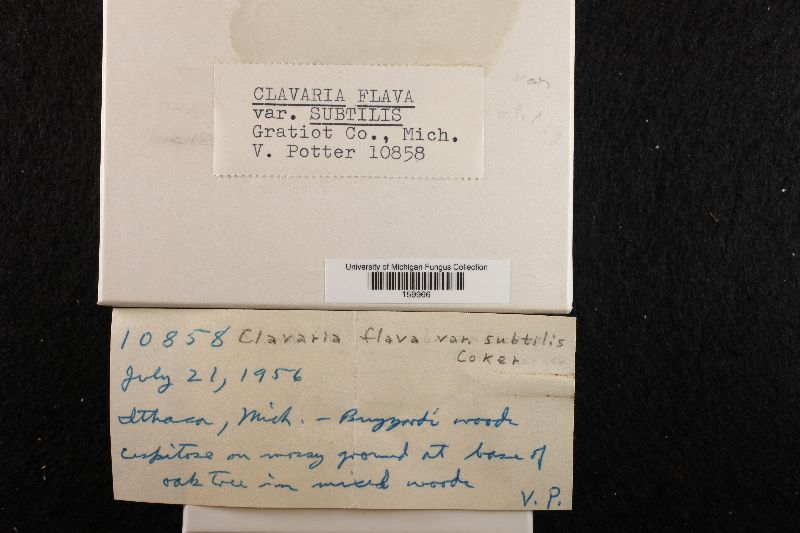 CLAVARIA FLAVA
var. SUBTILIS
Gratiot Co., Mich.
V. Potter 10858
var
University of Michigan Fungus Collection
159966
10858 Clavaria flava var. subtilis
Coker
July 21, 1956
Ithaca, Mich. - woods
cespitose on mossy ground at base of
oak tree in mixed woods
V. P.